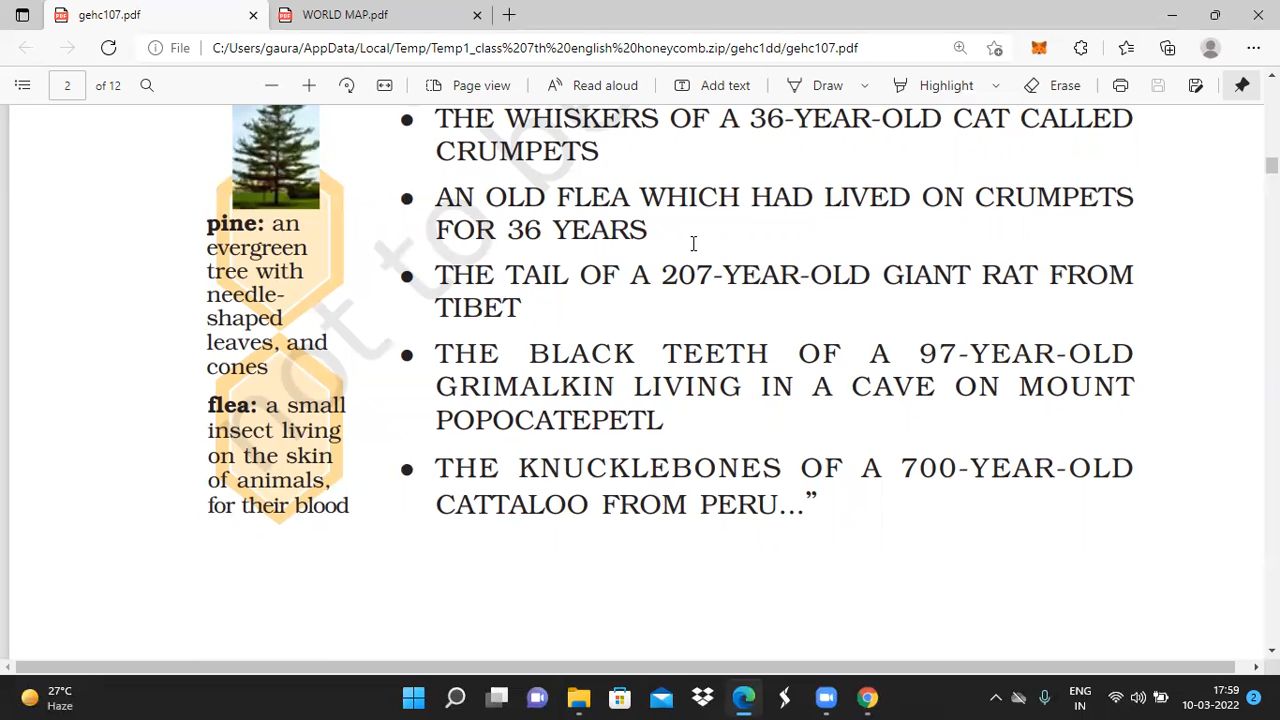 gehc107.pdf
WORLD MAP.pdf
File C:/Users/gaura/AppData/Local/Temp/Temp1_class %207th%20english%20honeycomb.zip/gehc1dd/gehc107.pdf
2 of 12 Page view Read aloud Add text Draw Highlight Erase
THE WHISKERS OF A 36-YEAR-OLD CAT CALLED
CRUMPETS
AN OLD FLEA WHICH HAD LIVED ON CRUMPETS
FOR 36 YEARS
THE TAIL OF A 207-YEAR-OLD GIANT RAT FROM
TIBET
THE BLACK TEETH OF A 97-YEAR-OLD
GRIMALKIN LIVING IN A CAVE ON MOUNT
POPOCATEPETL
THE KNUCKLEBONES OF A 700-YEAR-OLD
CATTALOO FROM PERU..."
pine: an
evergreen
tree with
needle-
shaped
leaves, and
cones
flea: a small
insect living
on the skin
of animals,
for their blood
not to be
27°C
Haze
ENG
IN
17:59
10-03-2022
2